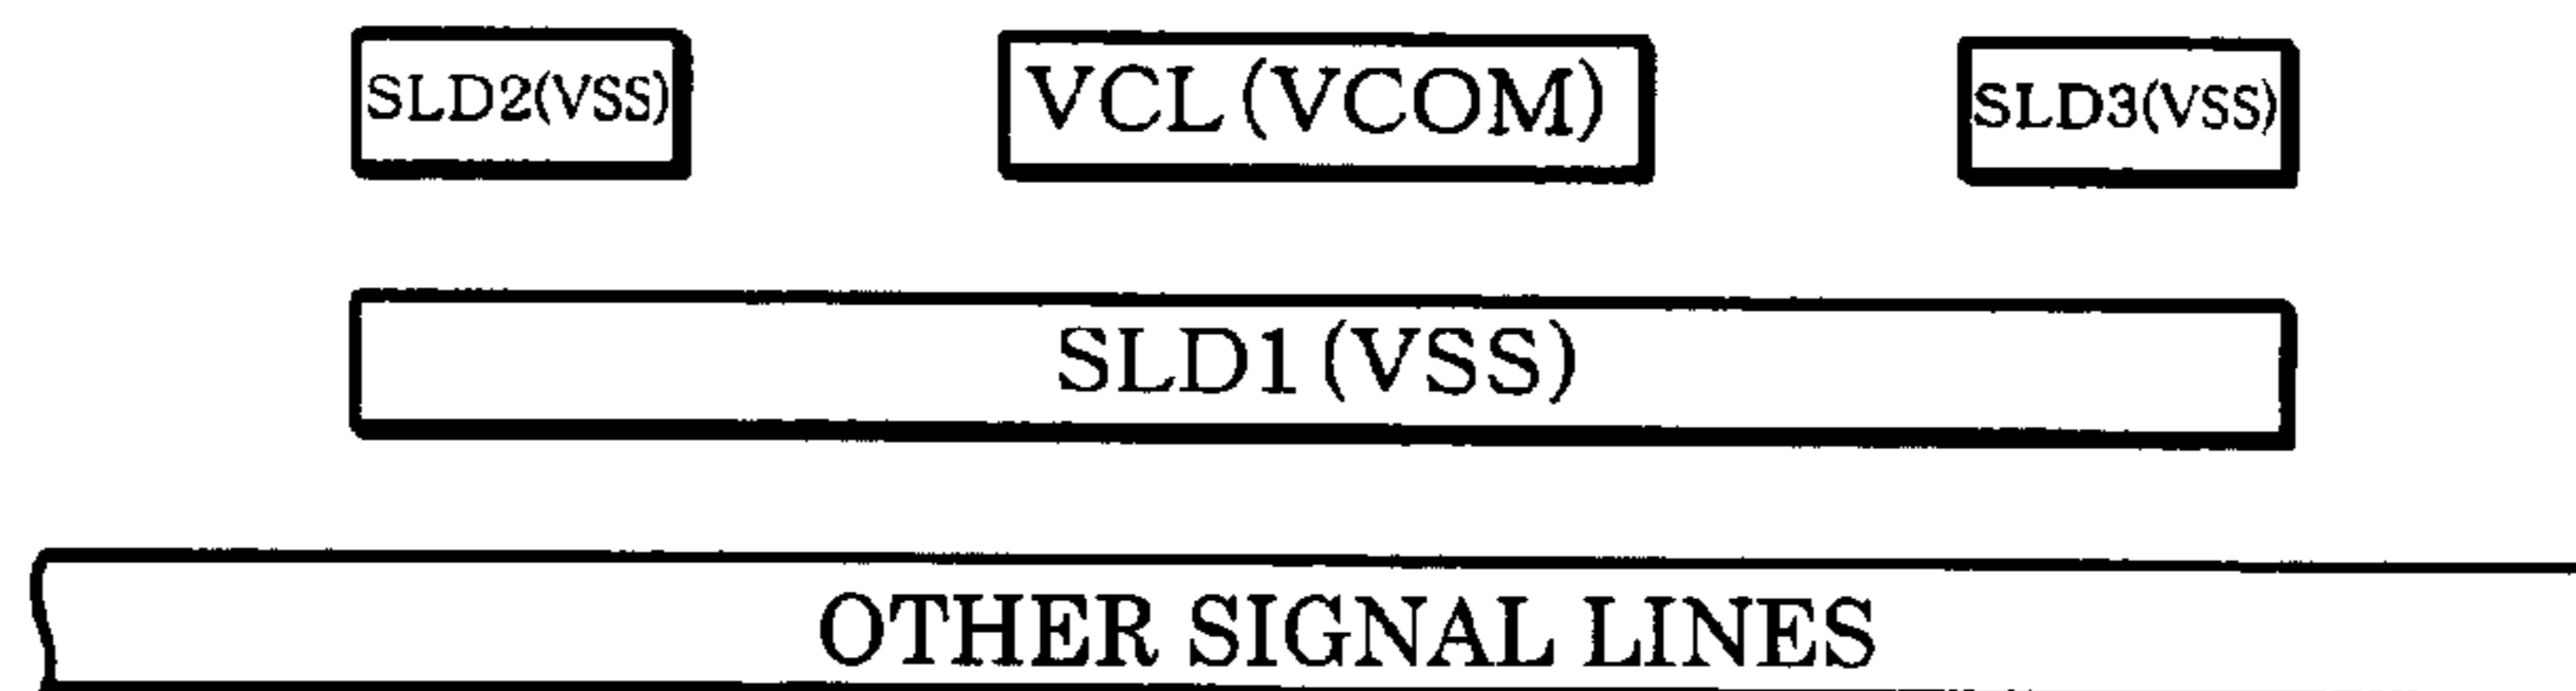 SLD2(VSS) VCL(VCOM) SLD3(VSS)
SLD1(VSS)
OTHER SIGNAL LINES